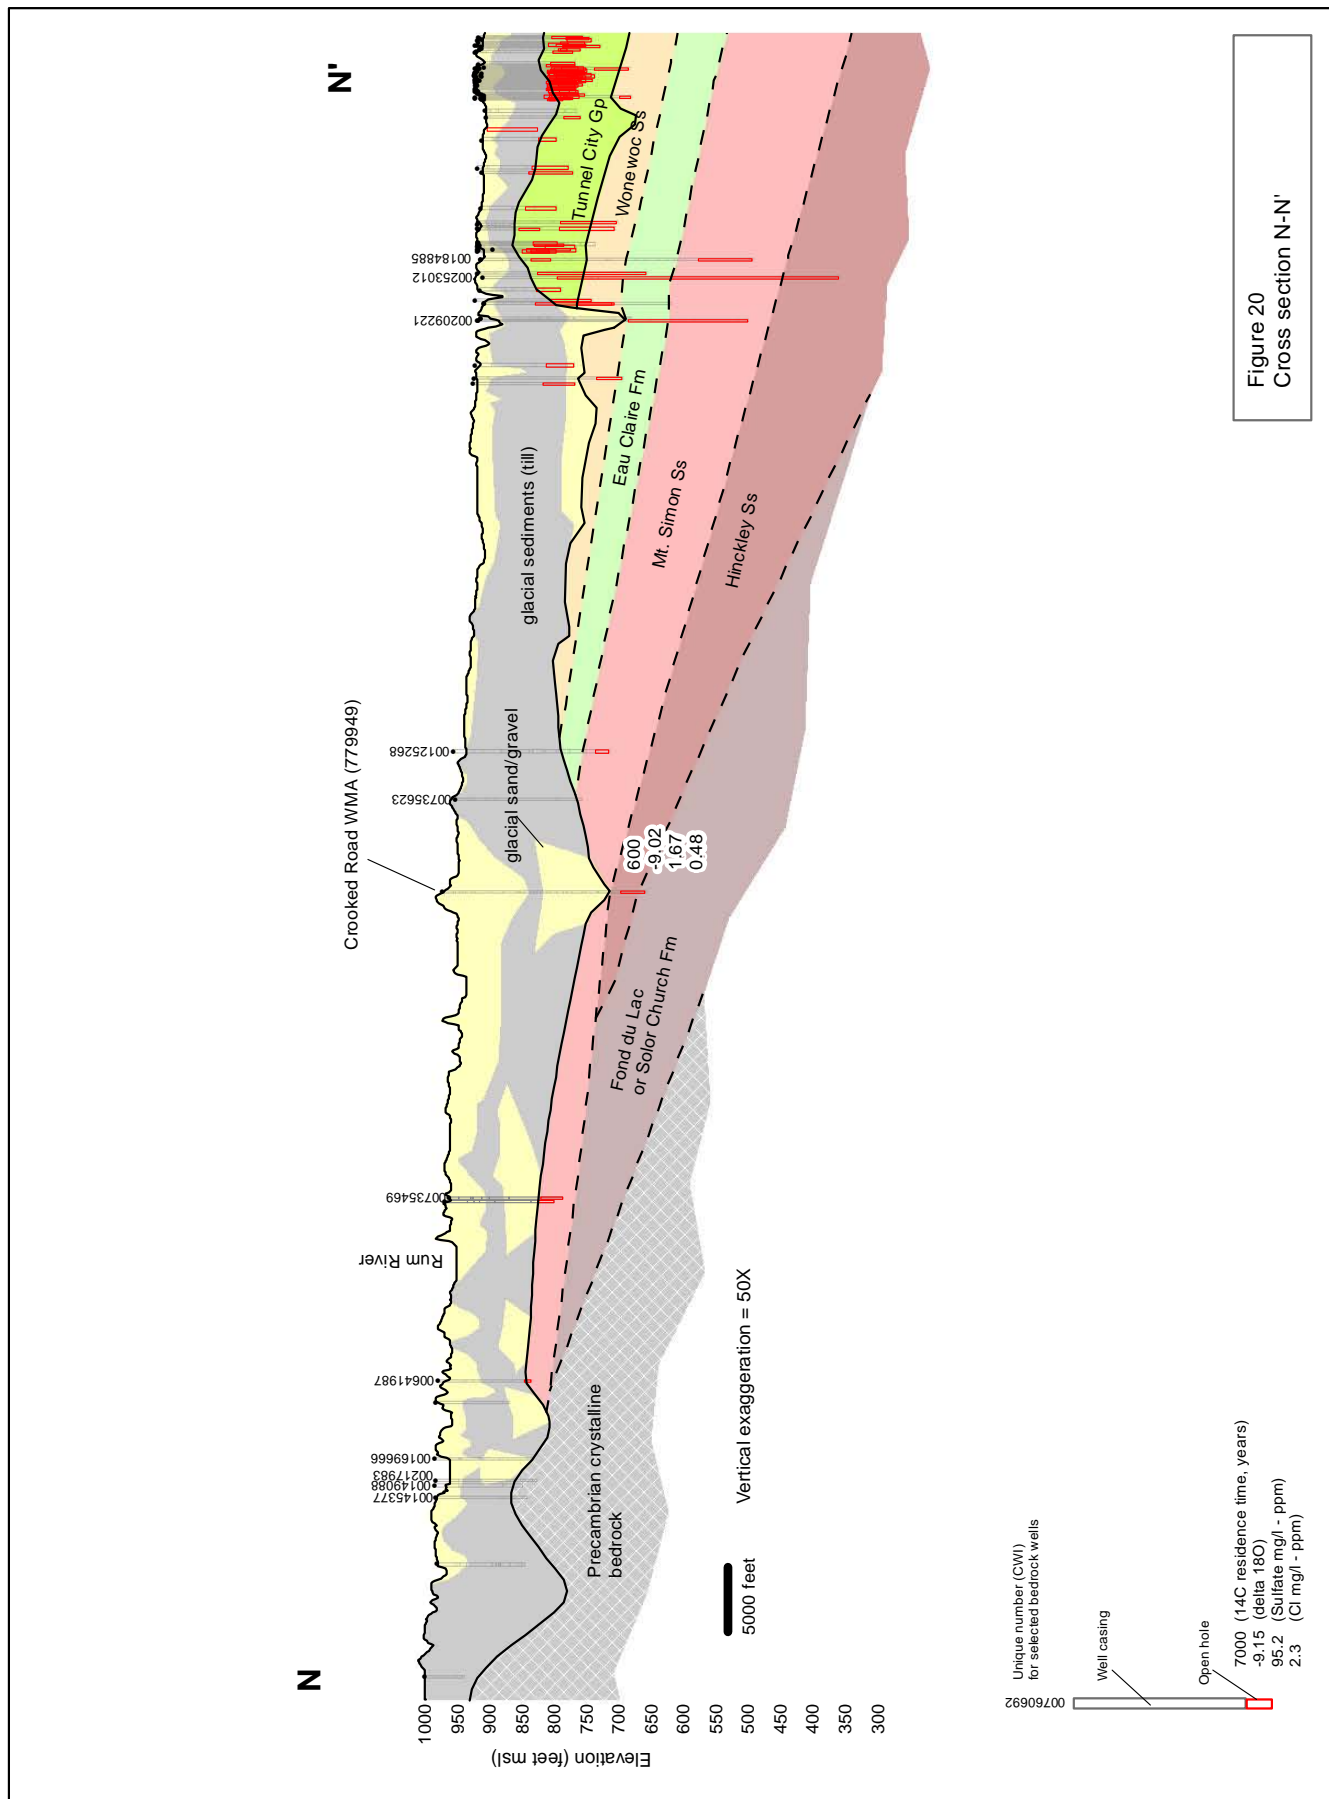 N
N'
Crooked Road WMA (779949)
Rum River
00145377
00149088
00217983
00169666
00641987
00735469
00735623
00125268
00209221
00253012
00184885
glacial sediments (till)
glacial sand/gravel
Tunnel City Gp
Wonewoc Ss
Eau Claire Fm
Mt. Simon Ss
Hinckley Ss
Fond du Lac
or Solor Church Fm
Precambrian crystalline
bedrock
600
-9.02
1.67
0.48
Elevation (feet msl)
1000
950
900
850
800
750
700
650
600
550
500
450
400
350
300
5000 feet
Vertical exaggeration = 50X
00760692
Unique number (CWI)
for selected bedrock wells
Well casing
Open hole
7000 (14C residence time, years)
-9.15 (delta 18O)
95.2 (Sulfate mg/l - ppm)
2.3 (Cl mg/l - ppm)
Figure 20
Cross section N-N'